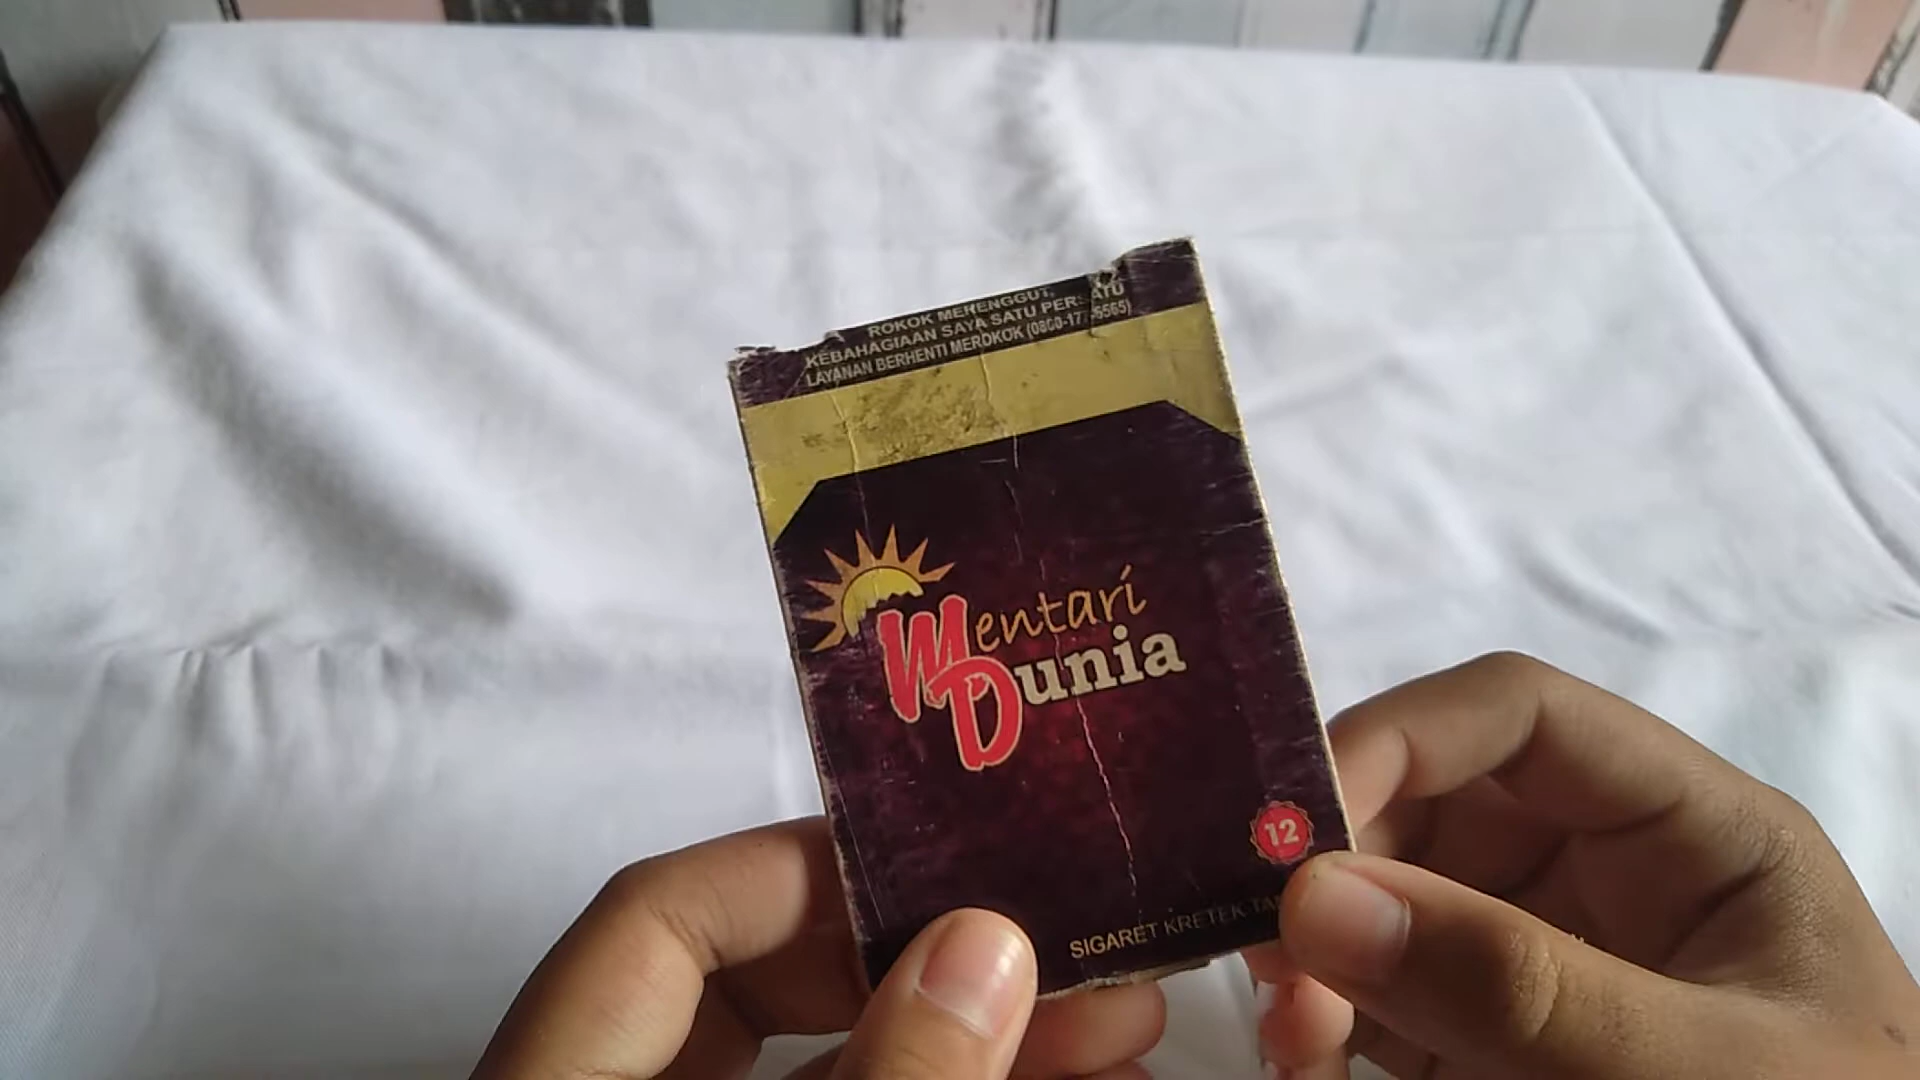 ROKOK MERENGGUT,
KEBAHAGIAAN SAYA SATU PERSATU
LAYANAN BERHENTI MEROKOK
Mentari
Dunia
12
SIGARET KRETEK